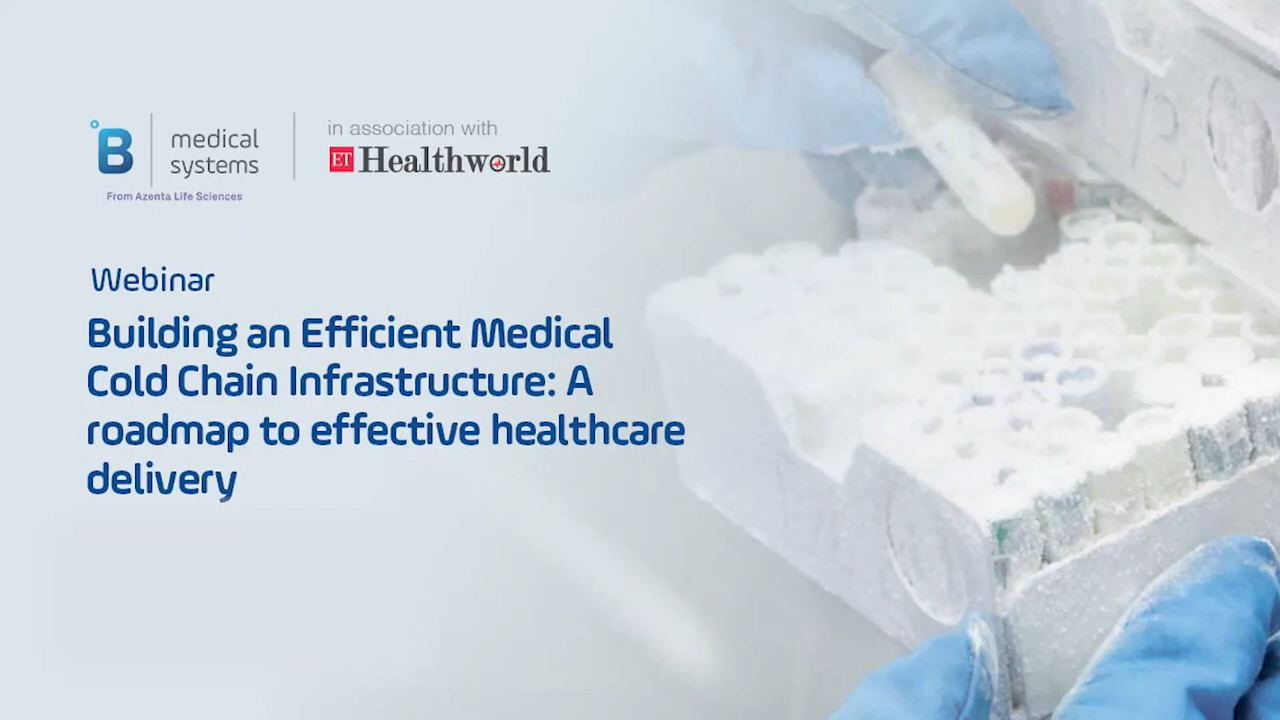 B
medical
systems
From Azenta Life Sciences
in association with
ET Healthworld
Webinar
Building an Efficient Medical
Cold Chain Infrastructure: A
roadmap to effective healthcare
delivery